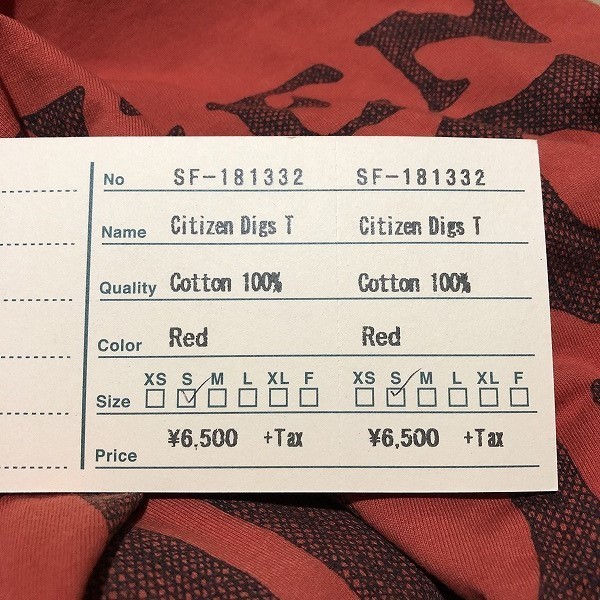 No SF-181332 SF-181332
Name Citizen Digs T Citizen Digs T
Quality Cotton 100% Cotton 100%
Color Red Red
XS S M L XL F XS S M L XL F
Size
Price ¥6,500 +Tax ¥6,500 +Tax